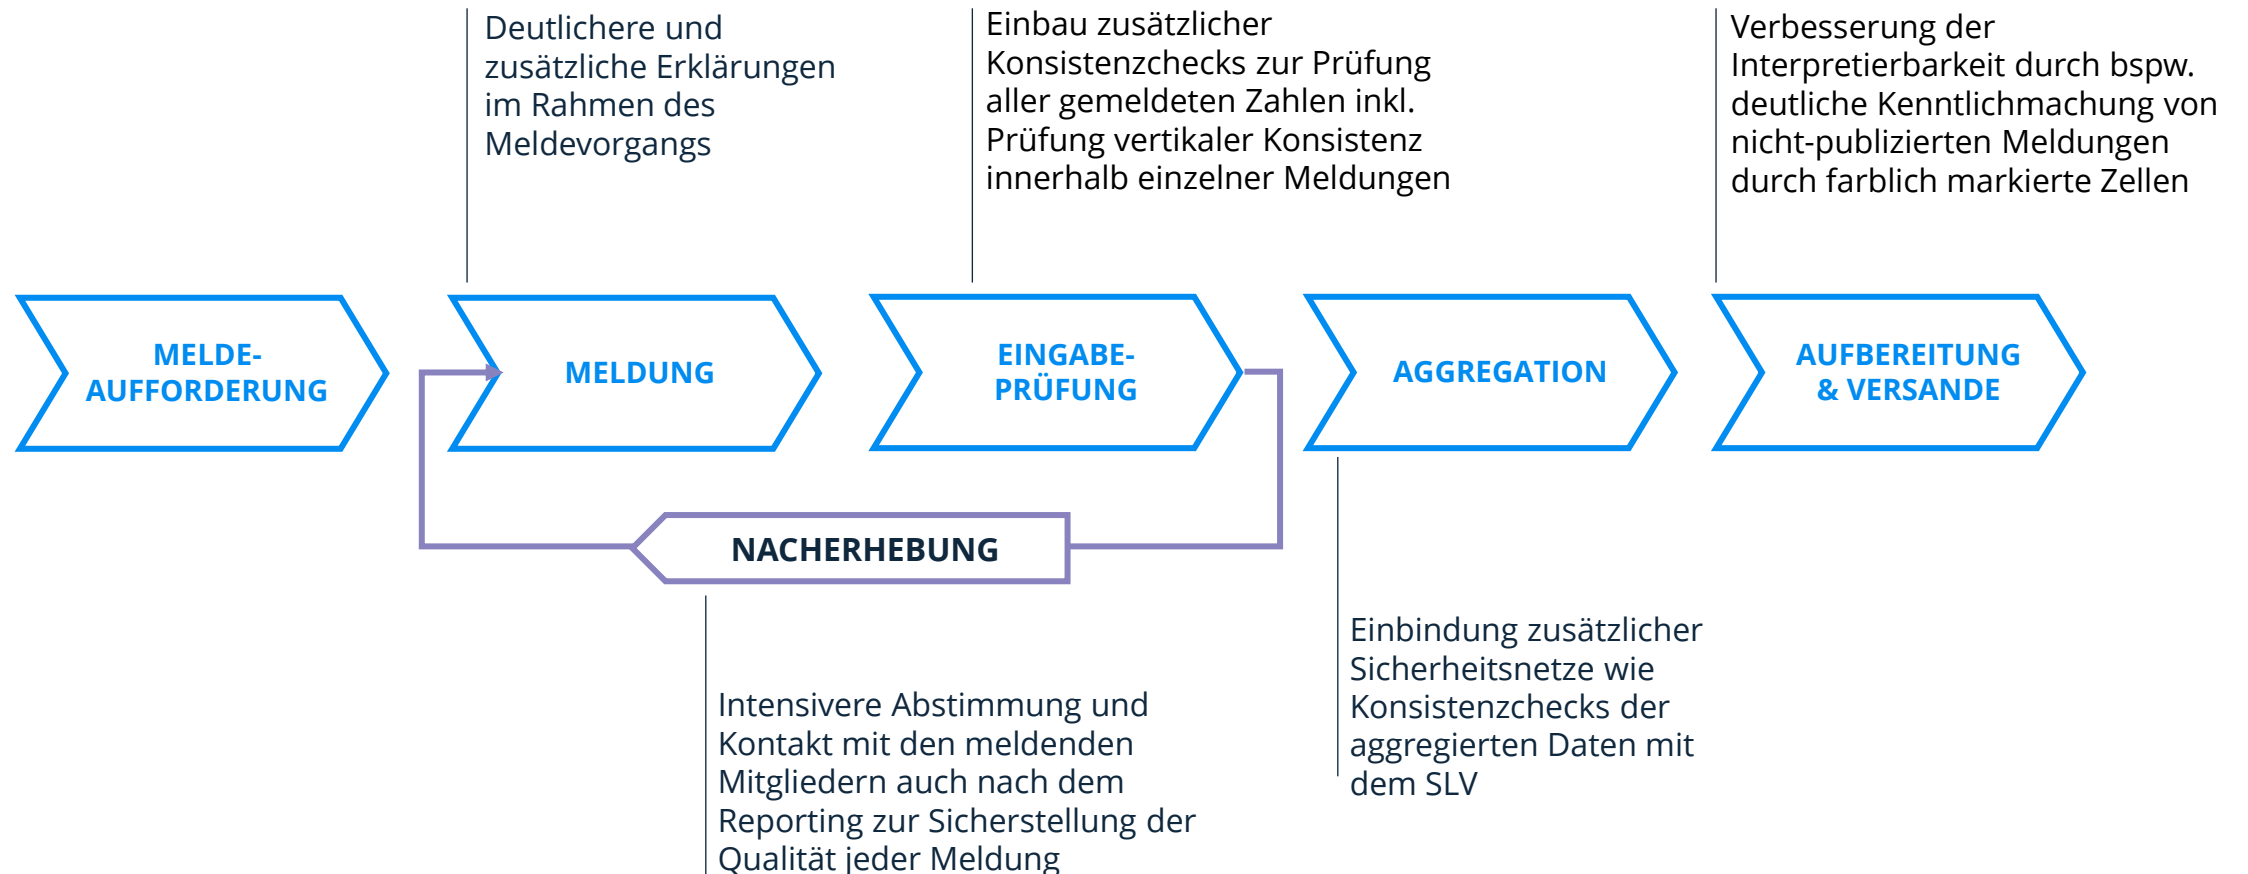 Deutlichere und
zusätzliche Erklärungen
im Rahmen des
Meldevorgangs
Einbau zusätzlicher
Konsistenzchecks zur Prüfung
aller gemeldeten Zahlen inkl.
Prüfung vertikaler Konsistenz
innerhalb einzelner Meldungen
Verbesserung der
Interpretierbarkeit durch bspw.
deutliche Kenntlichmachung von
nicht-publizierten Meldungen
durch farblich markierte Zellen
MELDE-
AUFFORDERUNG
MELDUNG
EINGABE-
PRÜFUNG
AGGREGATION
AUFBEREITUNG
& VERSANDE
NACHERHEBUNG
Intensivere Abstimmung und
Kontakt mit den meldenden
Mitgliedern auch nach dem
Reporting zur Sicherstellung der
Qualität jeder Meldung
Einbindung zusätzlicher
Sicherheitsnetze wie
Konsistenzchecks der
aggregierten Daten mit
dem SLV